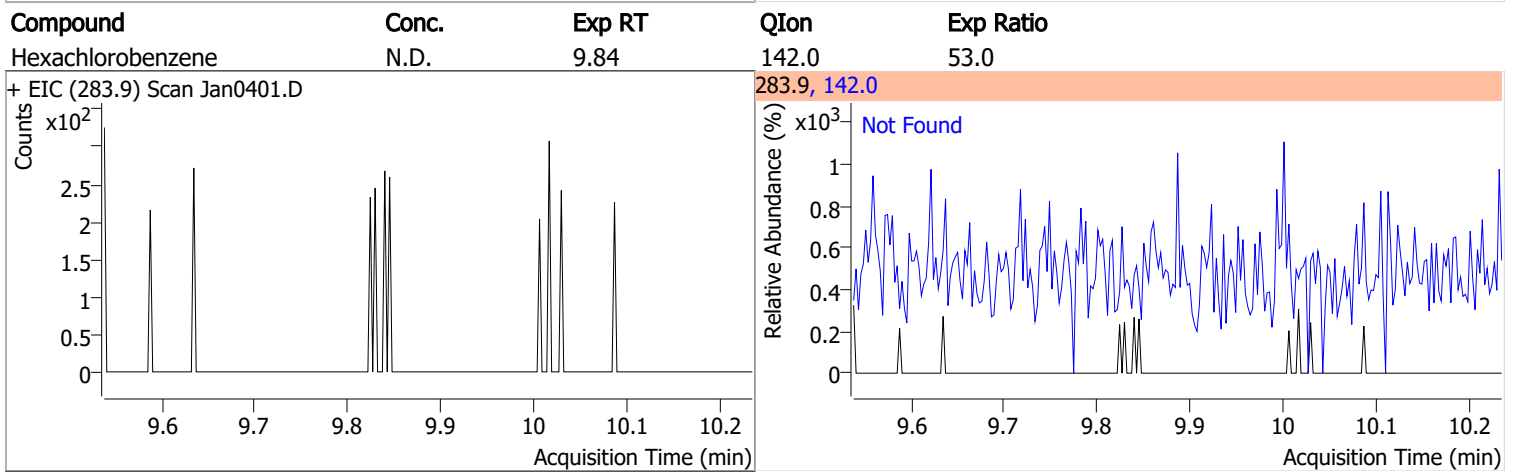 Compound Conc. Exp RT QIon Exp Ratio
Hexachlorobenzene N.D. 9.84 142.0 53.0
+ EIC (283.9) Scan Jan0401.D
Counts
x10²
2.5
2
1.5
1
0.5
0
9.6 9.7 9.8 9.9 10 10.1 10.2
Acquisition Time (min)
283.9, 142.0
Relative Abundance (%)
x10³
Not Found
1
0.8
0.6
0.4
0.2
0
9.6 9.7 9.8 9.9 10 10.1 10.2
Acquisition Time (min)